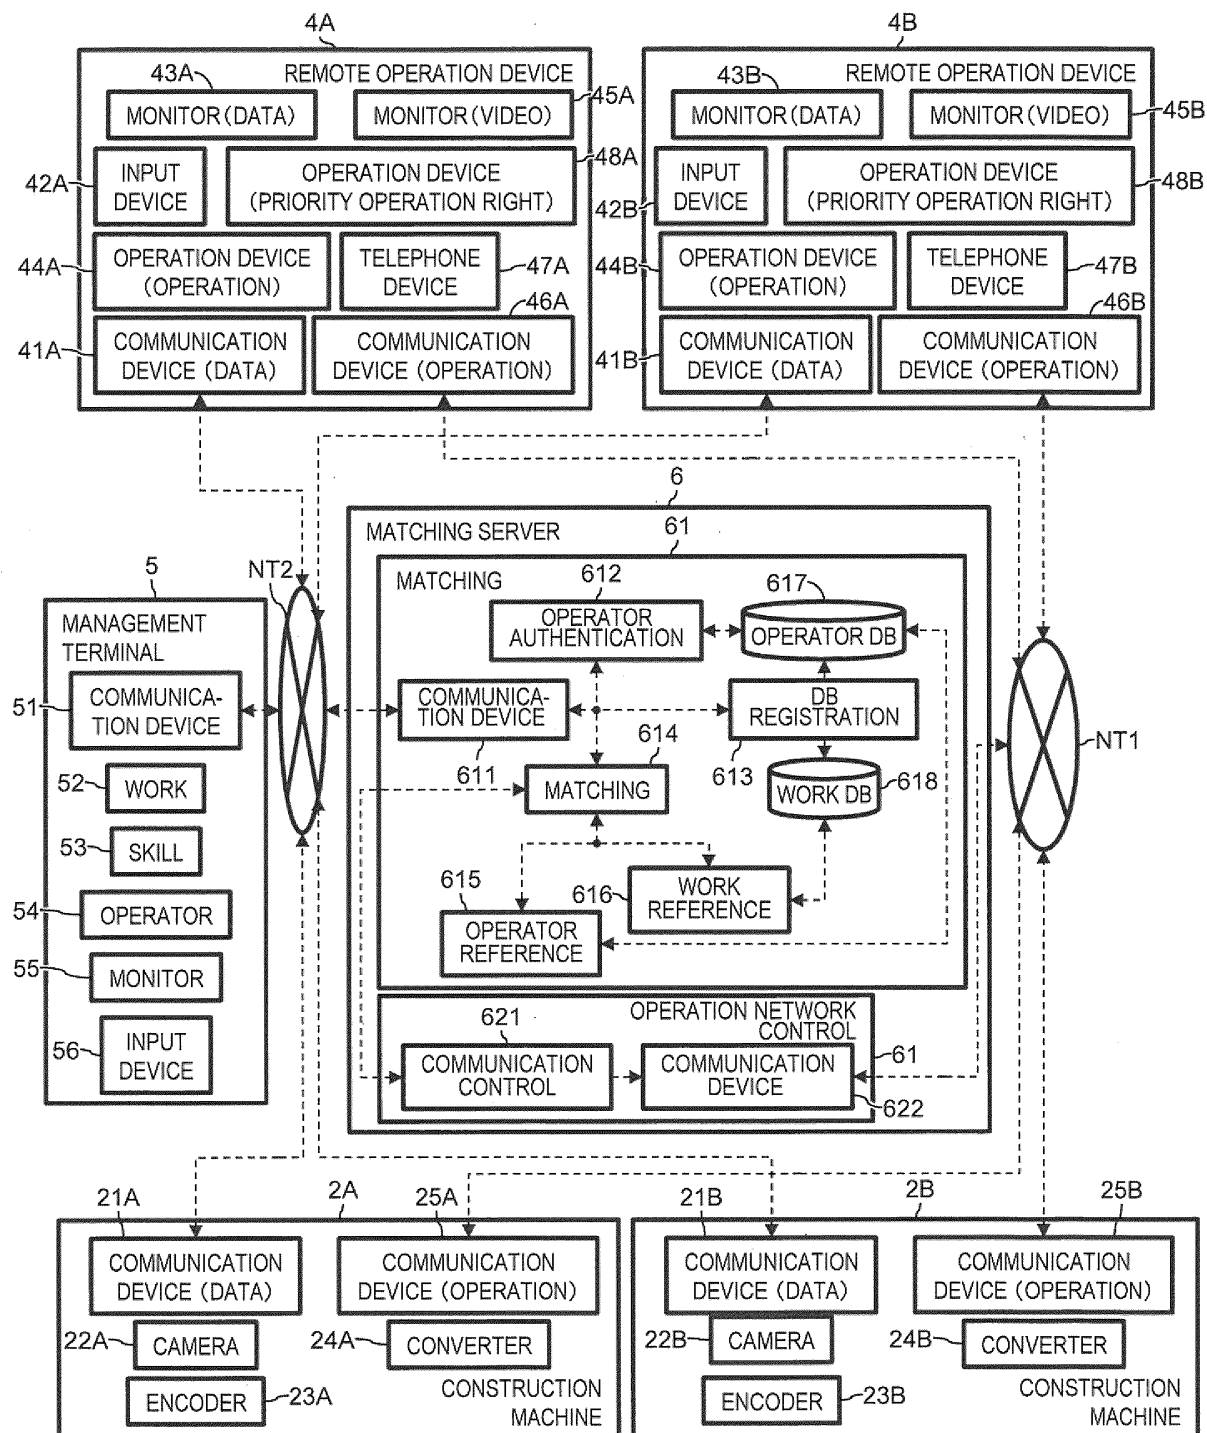 4A
REMOTE OPERATION DEVICE
43A
MONITOR(DATA)
45A
MONITOR(VIDEO)
42A
INPUT
DEVICE
48A
OPERATION DEVICE
(PRIORITY OPERATION RIGHT)
44A
OPERATION DEVICE
(OPERATION)
TELEPHONE
DEVICE
47A
46A
41A
COMMUNICATION
DEVICE (DATA)
COMMUNICATION
DEVICE (OPERATION)
4B
REMOTE OPERATION DEVICE
43B
MONITOR(DATA)
45B
MONITOR(VIDEO)
42B
INPUT
DEVICE
48B
OPERATION DEVICE
(PRIORITY OPERATION RIGHT)
44B
OPERATION DEVICE
(OPERATION)
TELEPHONE
DEVICE
47B
46B
41B
COMMUNICATION
DEVICE (DATA)
COMMUNICATION
DEVICE (OPERATION)
5
MANAGEMENT
TERMINAL
51
COMMUNICA-
TION DEVICE
52
WORK
53
SKILL
54
OPERATOR
55
MONITOR
56
INPUT
DEVICE
NT2
6
MATCHING SERVER
61
MATCHING
612
OPERATOR
AUTHENTICATION
617
OPERATOR DB
COMMUNICA-
TION DEVICE
611
DB
REGISTRATION
613
614
MATCHING
WORK DB
618
615
OPERATOR
REFERENCE
616
WORK
REFERENCE
OPERATION NETWORK
CONTROL
61
621
COMMUNICATION
CONTROL
COMMUNICATION
DEVICE
622
NT1
2A
21A
COMMUNICATION
DEVICE (DATA)
25A
COMMUNICATION
DEVICE (OPERATION)
22A
CAMERA
24A
CONVERTER
ENCODER
23A
CONSTRUCTION
MACHINE
2B
21B
COMMUNICATION
DEVICE (DATA)
25B
COMMUNICATION
DEVICE (OPERATION)
22B
CAMERA
24B
CONVERTER
ENCODER
23B
CONSTRUCTION
MACHINE